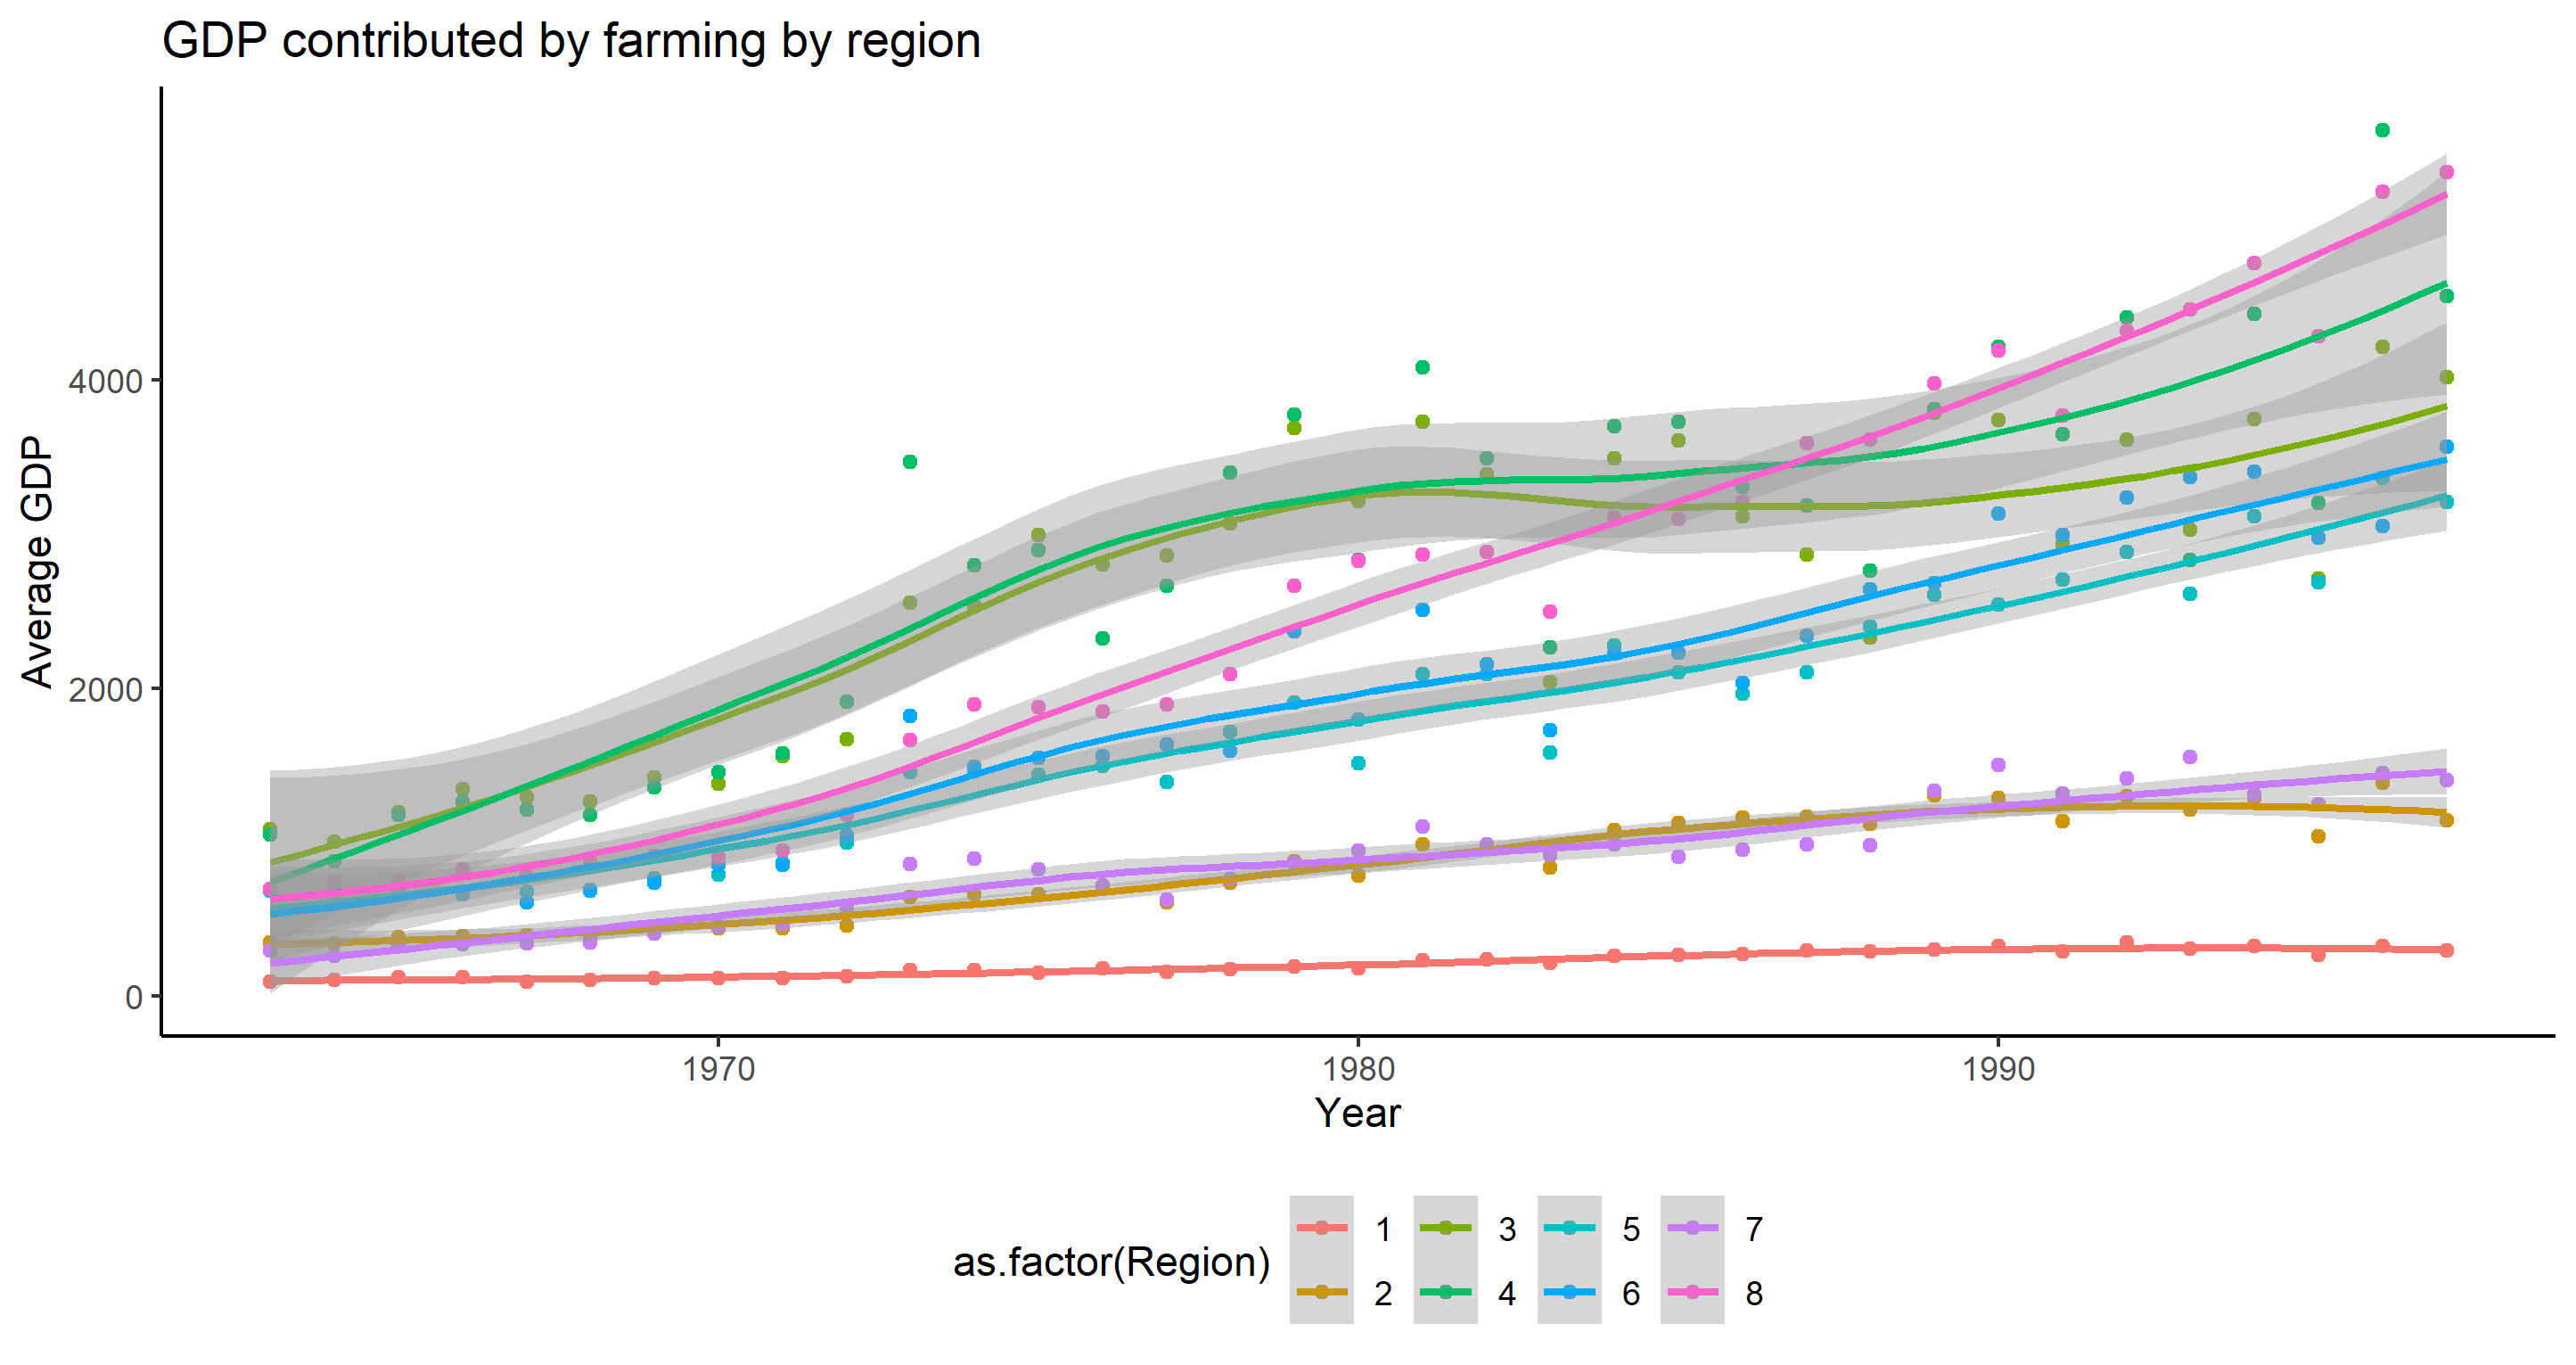 GDP contributed by farming by region
Average GDP
4000
2000
0
1970 1980 1990
Year
as.factor(Region)
1 3 5 7
2 4 6 8